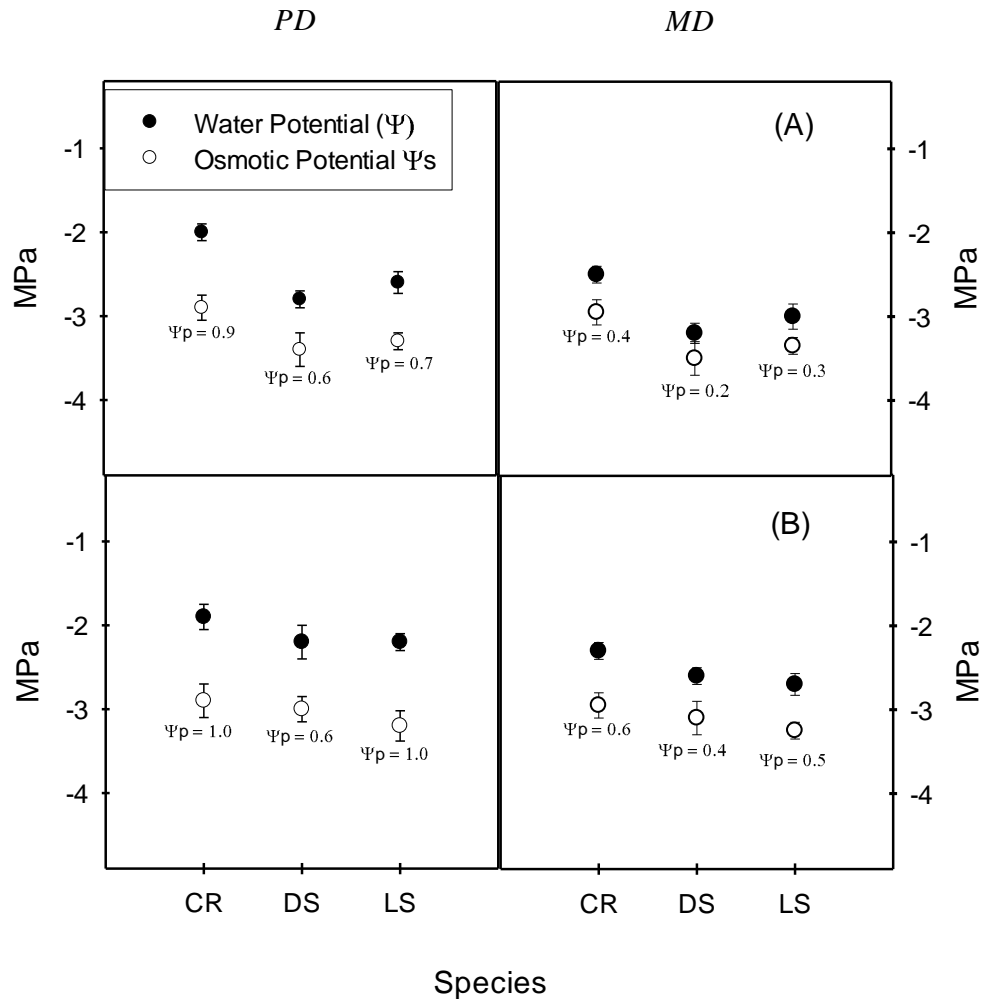 PD MD
Water Potential (Ψ)
Osmotic Potential Ψs
(A)
-1 -1
-2 -2
-3 -3
-4 -4
MPa MPa
Ψp = 0.9 Ψp = 0.6 Ψp = 0.7
Ψp = 0.4 Ψp = 0.2 Ψp = 0.3
(B)
-1 -1
-2 -2
-3 -3
-4 -4
MPa MPa
Ψp = 1.0 Ψp = 0.6 Ψp = 1.0
Ψp = 0.6 Ψp = 0.4 Ψp = 0.5
CR DS LS CR DS LS
Species